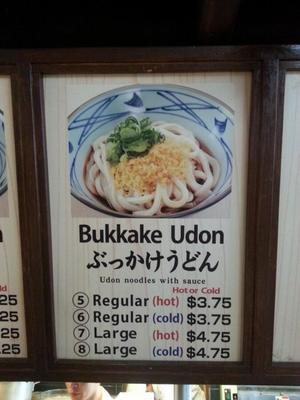 Bukkake Udon
ぶっかけうどん
Udon noodles with sauce
Hot or Cold
⑤ Regular (hot) $3.75
⑥ Regular (cold) $3.75
⑦ Large (hot) $4.75
⑧ Large (cold) $4.75